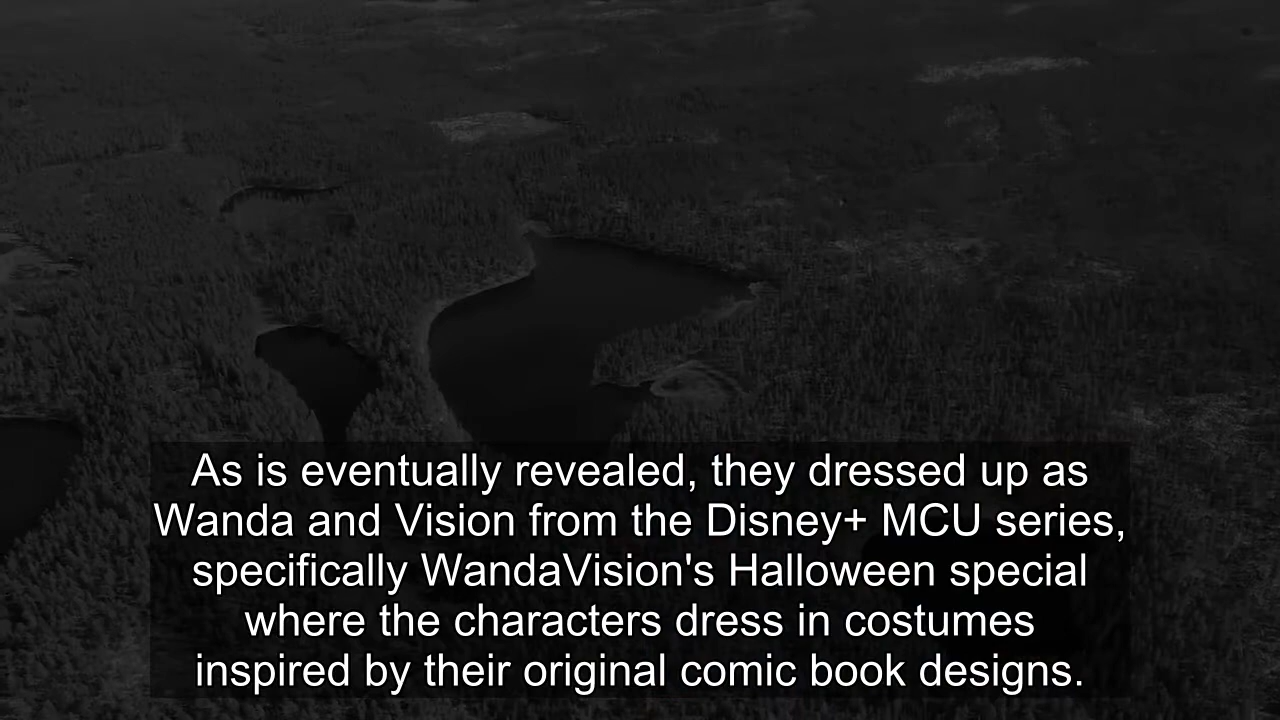 As is eventually revealed, they dressed up as
Wanda and Vision from the Disney+ MCU series,
specifically WandaVision's Halloween special
where the characters dress in costumes
inspired by their original comic book designs.